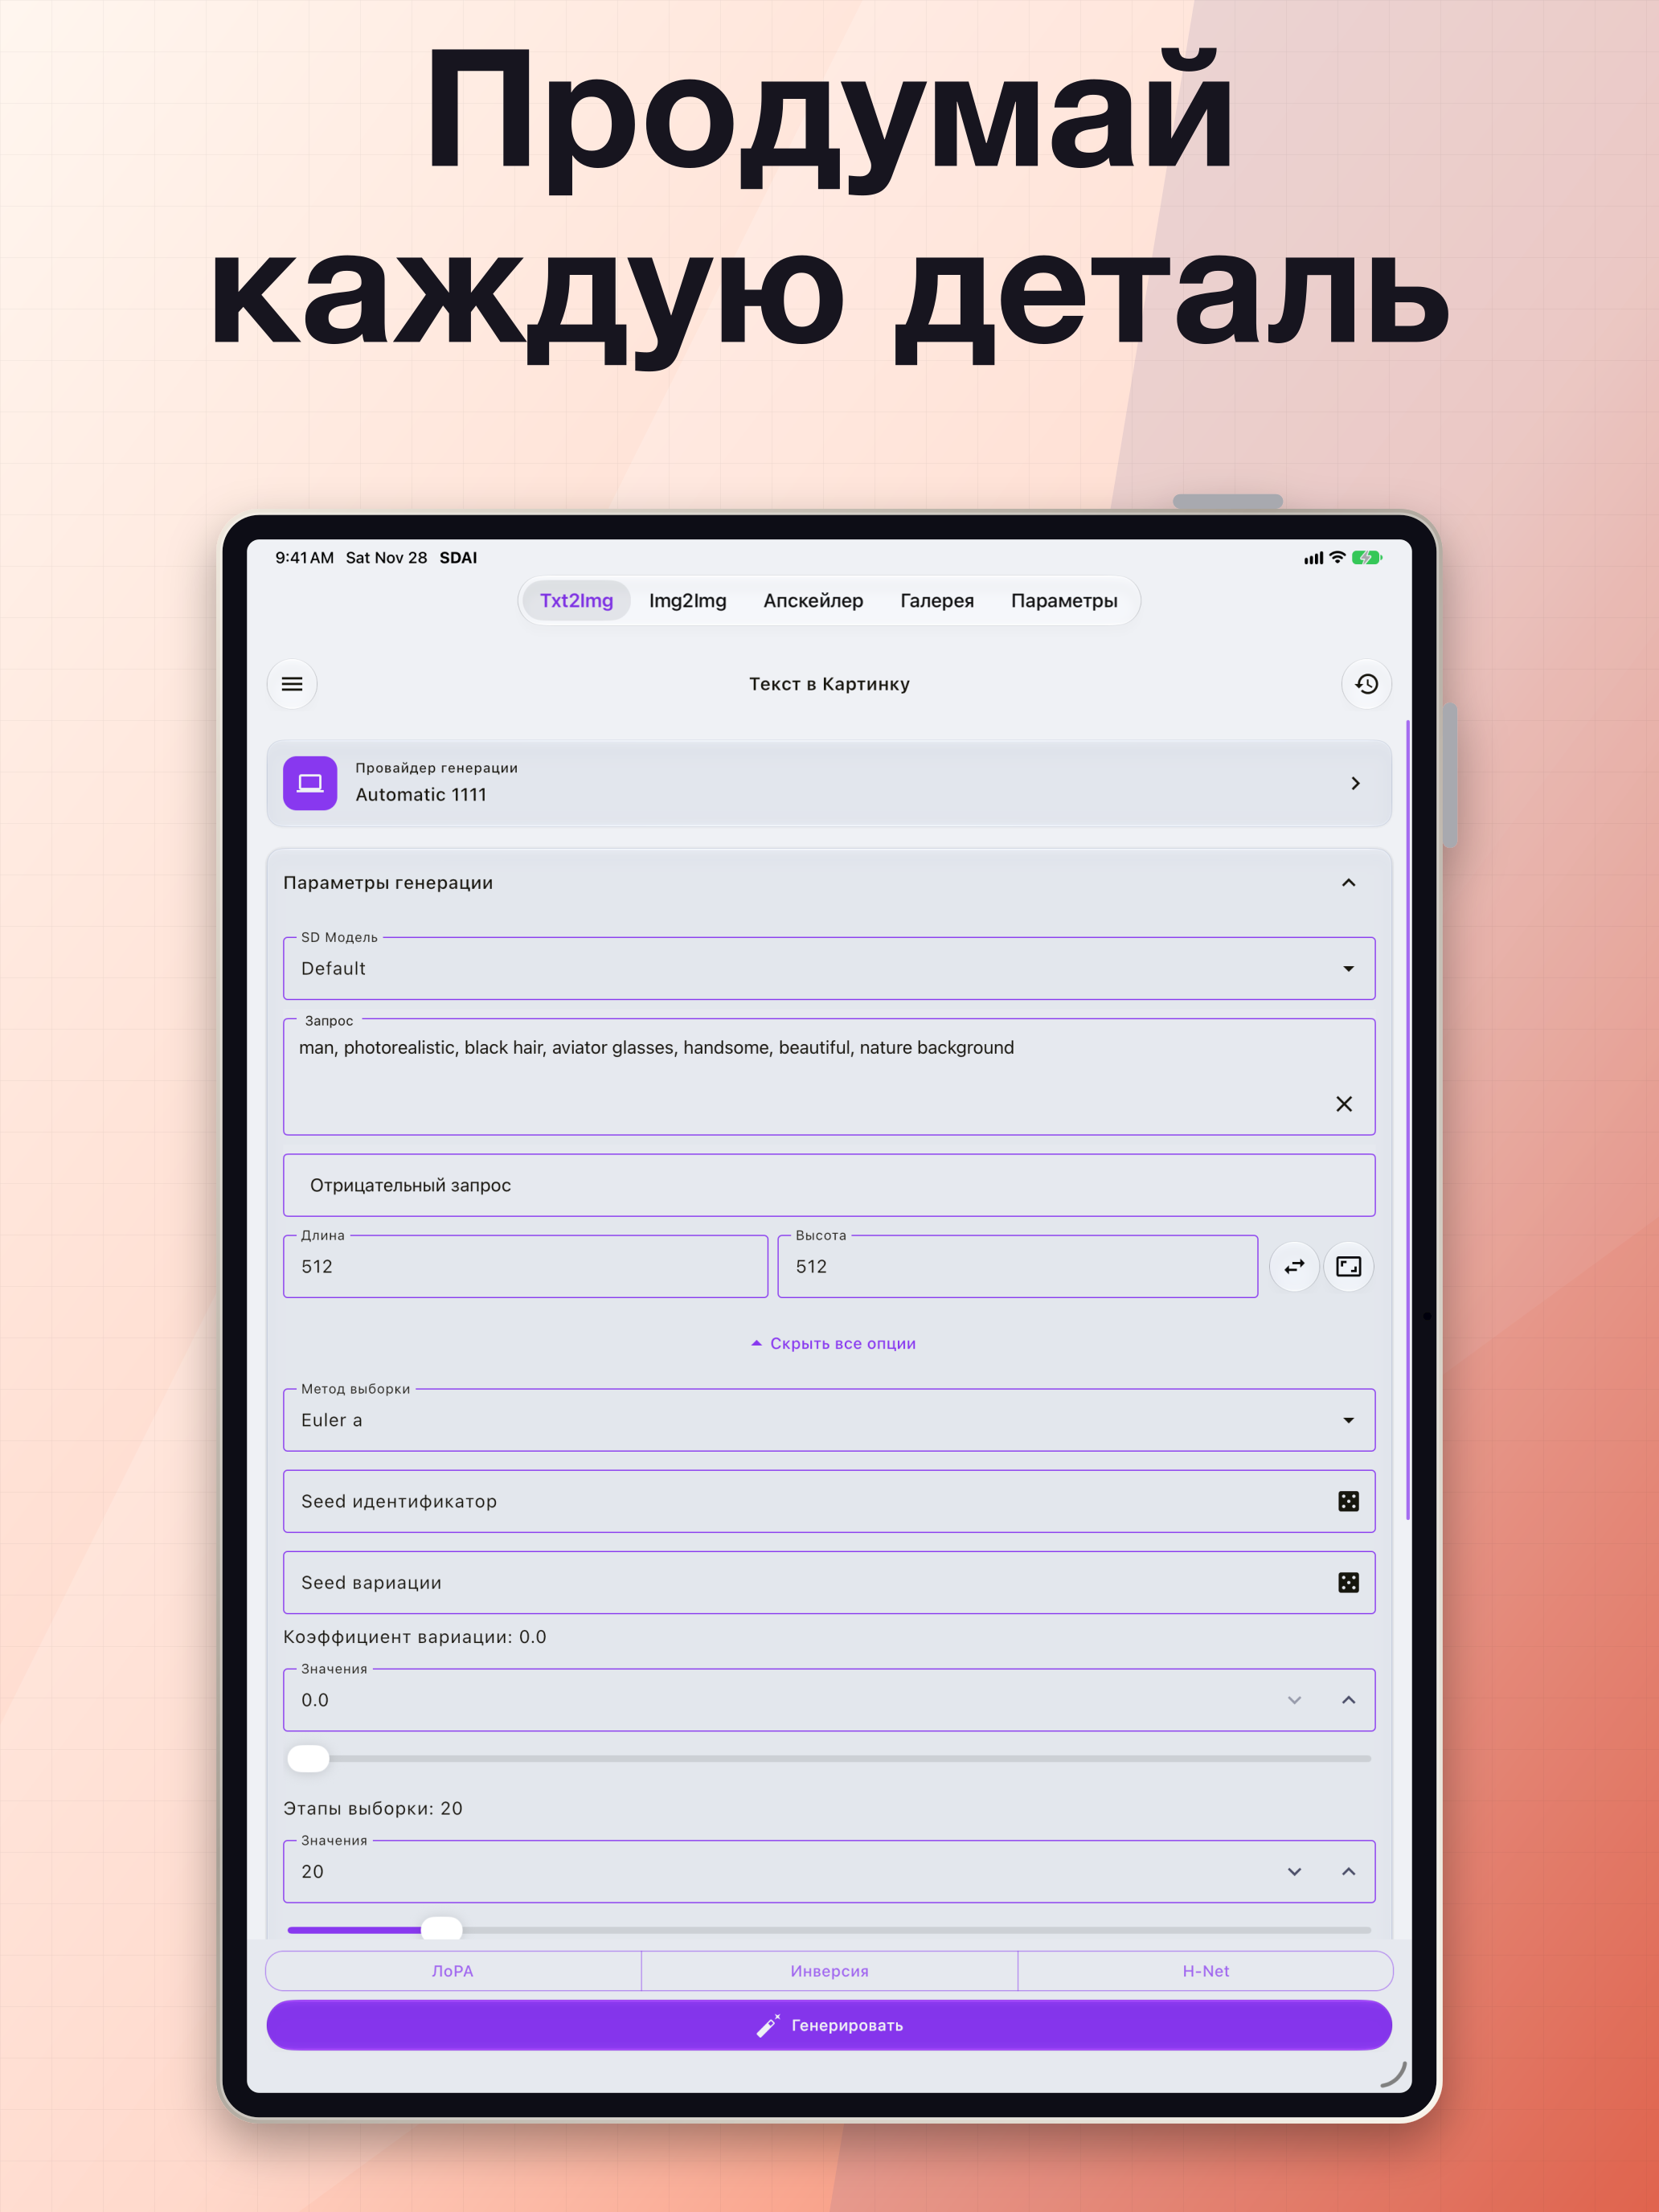 Продумай
каждую деталь
9:41 AM Sat Nov 28 SDAI
Txt2Img Img2Img Апскейлер Галерея Параметры
Текст в Картинку
Провайдер генерации
Automatic 1111
Параметры генерации
SD Модель
Default
Запрос
man, photorealistic, black hair, aviator glasses, handsome, beautiful, nature background
Отрицательный запрос
Длина Высота
512 512
Скрыть все опции
Метод выборки
Euler a
Seed идентификатор
Seed вариации
Коэффициент вариации: 0.0
Значения
0.0
Этапы выборки: 20
Значения
20
ЛоРА Инверсия H-Net
Генерировать